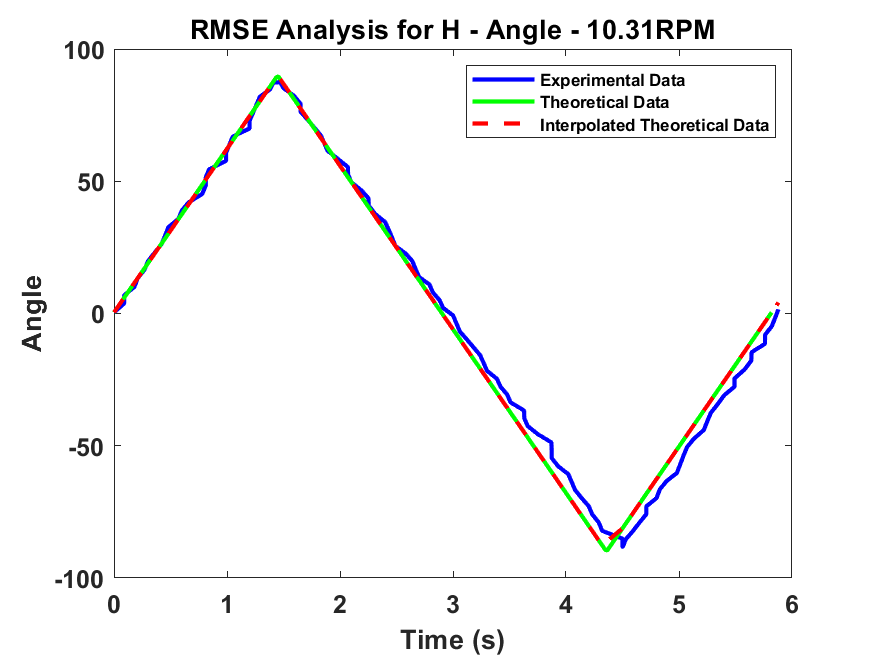 RMSE Analysis for H - Angle - 10.31RPM
100
50
0
-50
-100
Angle
Experimental Data
Theoretical Data
Interpolated Theoretical Data
0 1 2 3 4 5 6
Time (s)